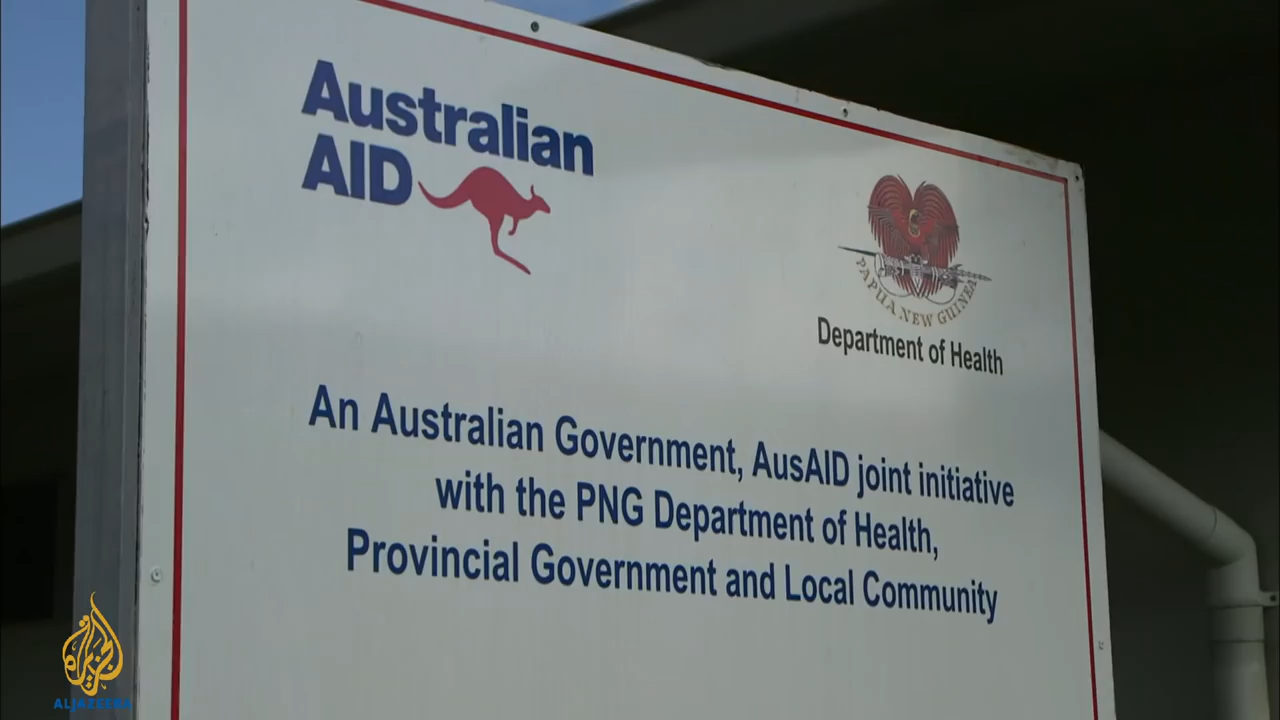 Australian
AID
PAPUA NEW GUINEA
Department of Health
An Australian Government, AusAID joint initiative
with the PNG Department of Health,
Provincial Government and Local Community
الجزيرة
ALJAZEERA